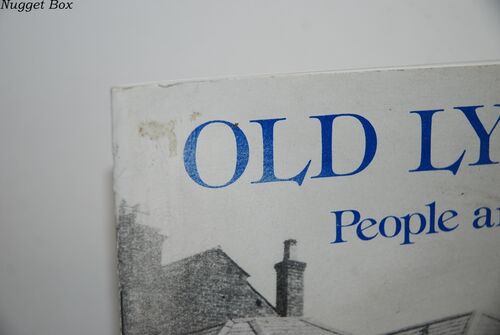 Nugget Box
OLD LY
People a